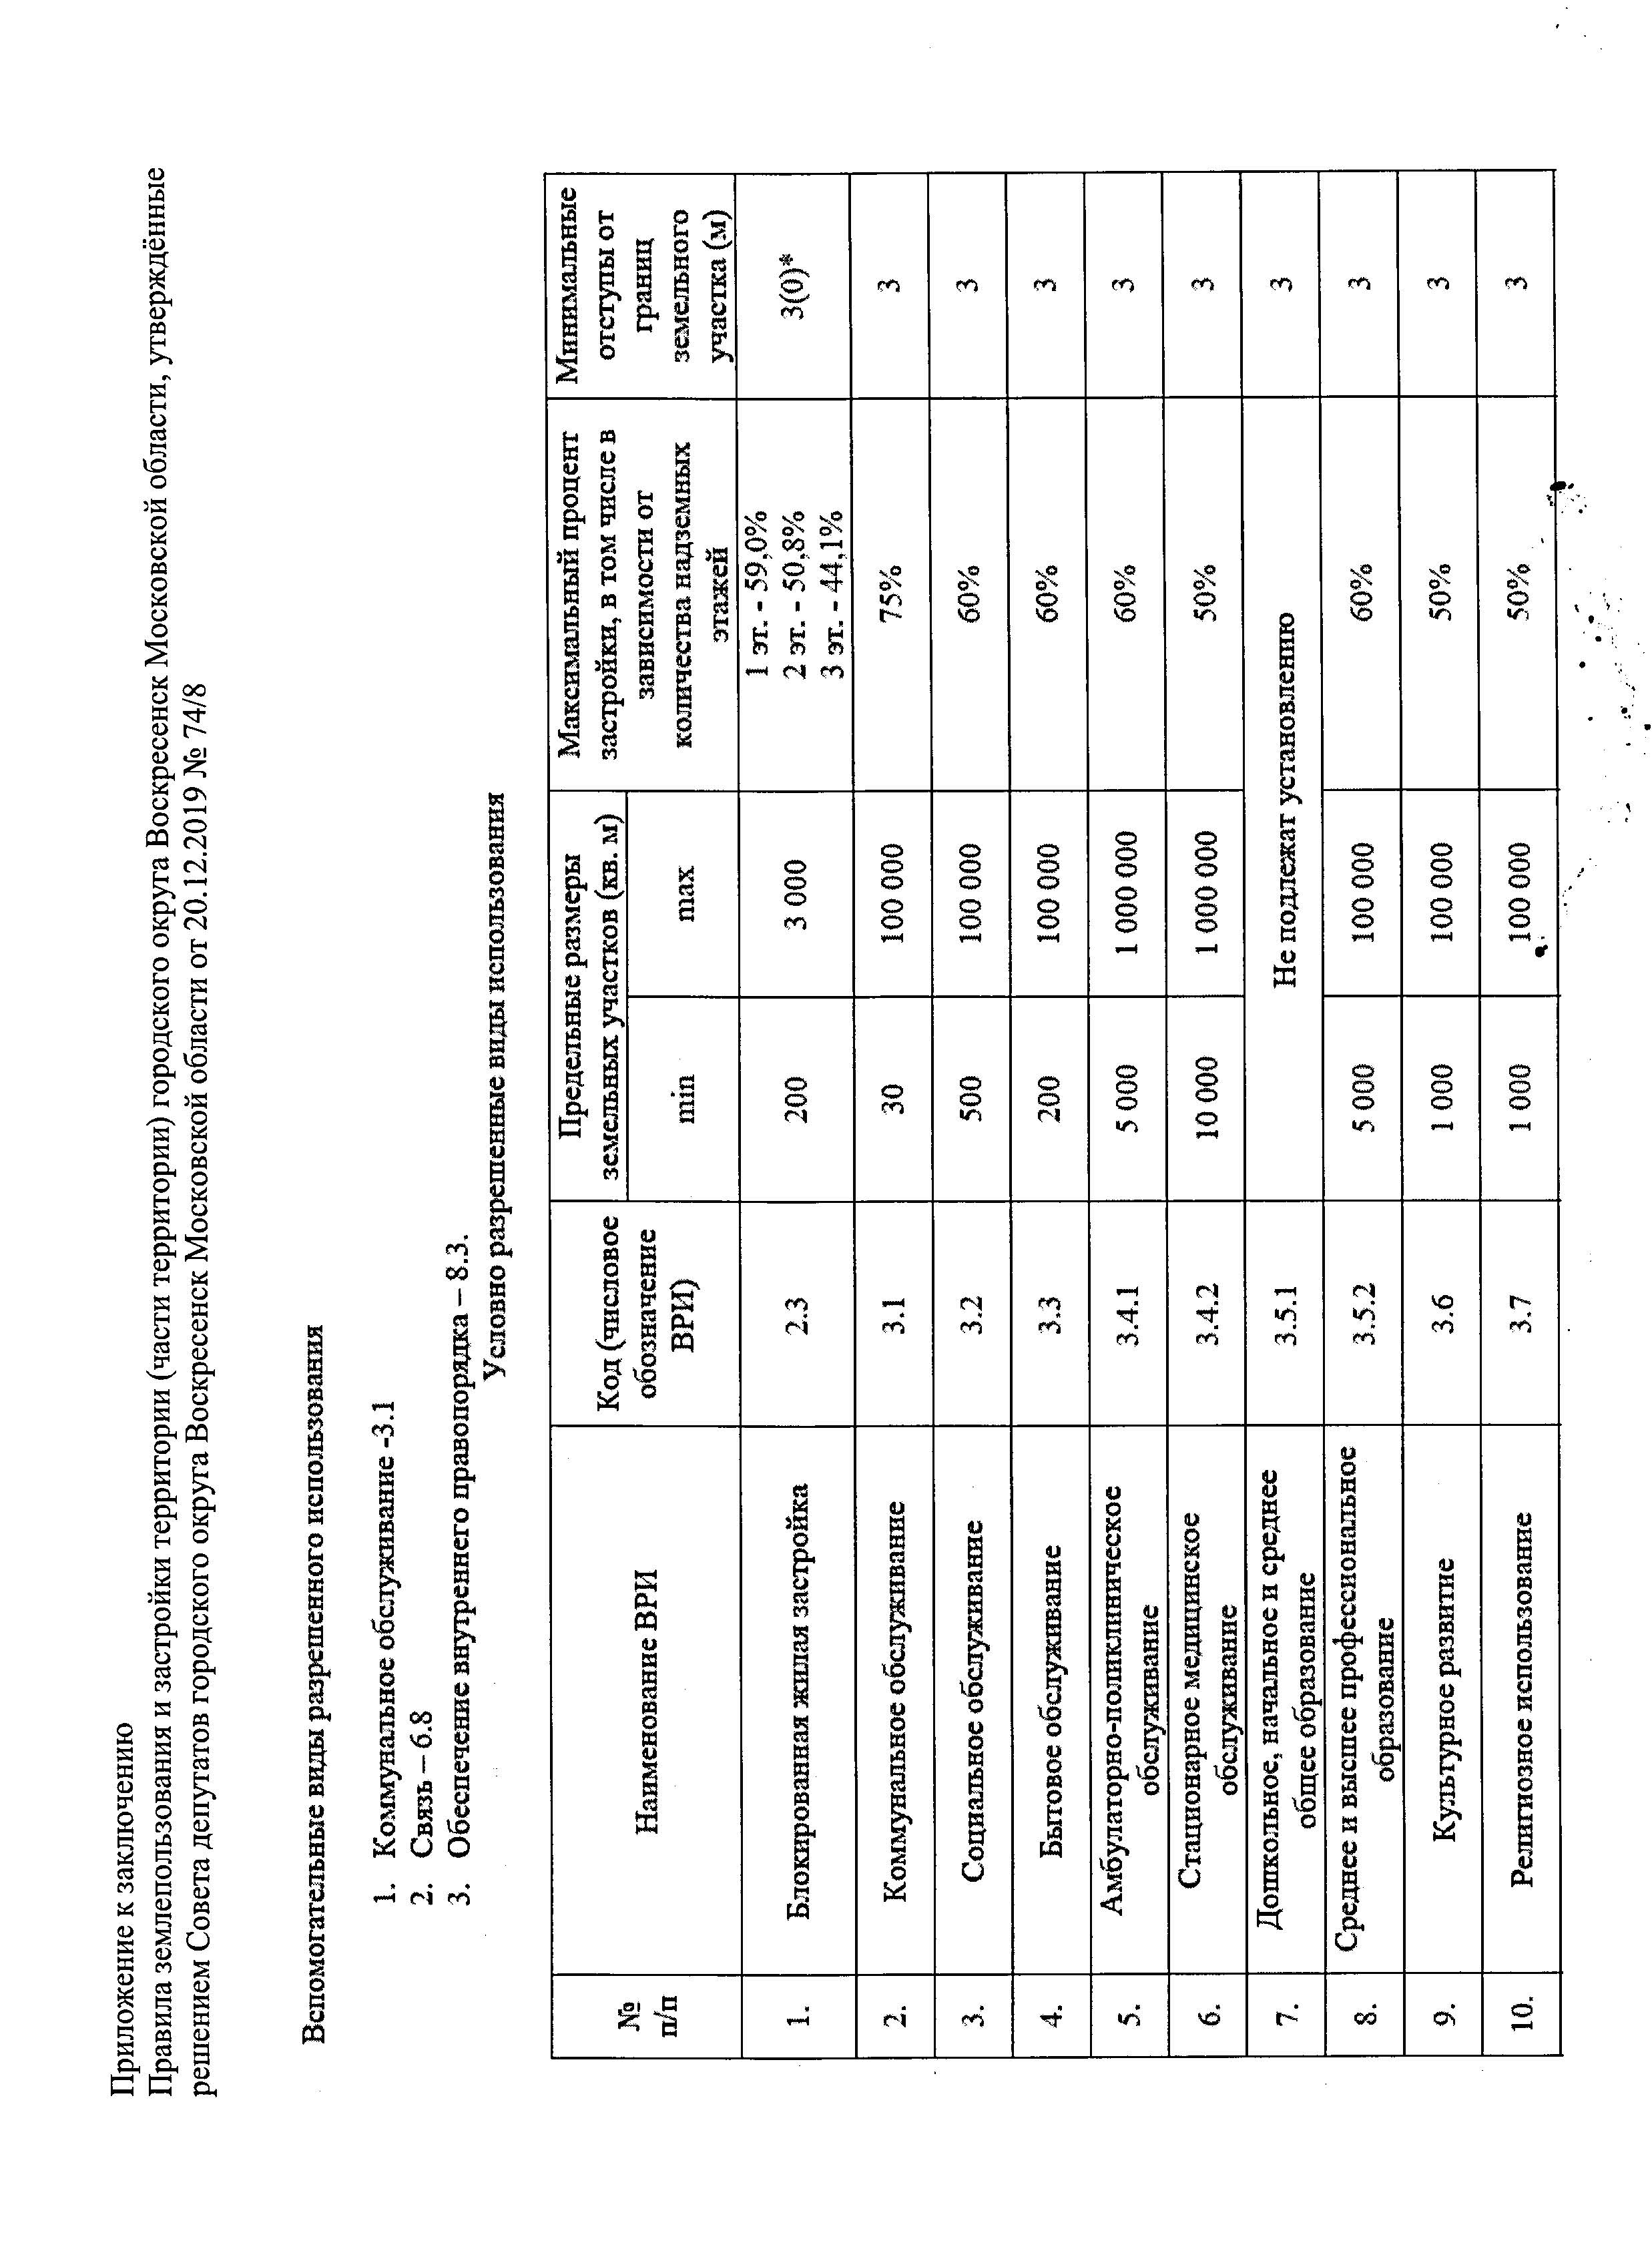 Приложение к заключению
Правила землепользования и застройки территории (части территории) городского округа Воскресенск Московской области, утверждённые
решением Совета депутатов городского округа Воскресенск Московской области от 20.12.2019 № 74/8
Вспомогательные виды разрешенного использования
1. Коммунальное обслуживание -3.1
2. Связь – 6.8
3. Обеспечение внутреннего правопорядка – 8.3.
Условно разрешенные виды использования
№
п/п
Наименование ВРИ
Код (числовое
обозначение
ВРИ)
Предельные размеры
земельных участков (кв. м)
min
max
Максимальный процент
застройки, в том числе в
зависимости от
количества надземных
этажей
Минимальные
отступы от
границ
земельного
участка (м)
1. Блокированная жилая застройка 2.3 200 3 000
1 эт. - 59,0%
2 эт. - 50,8%
3 эт. - 44,1%
3(0)*
2. Коммунальное обслуживание 3.1 30 100 000 75% 3
3. Социальное обслуживание 3.2 500 100 000 60% 3
4. Бытовое обслуживание 3.3 200 100 000 60% 3
5. Амбулаторно-поликлиническое
обслуживание
3.4.1 5 000 1 000 000 60% 3
6. Стационарное медицинское
обслуживание
3.4.2 10 000 1 000 000 50% 3
7. Дошкольное, начальное и среднее
общее образование
3.5.1 Не подлежат установлению 3
8. Среднее и высшее профессиональное
образование
3.5.2 5 000 100 000 60% 3
9. Культурное развитие 3.6 1 000 100 000 50% 3
10. Религиозное использование 3.7 1 000 100 000 50% 3